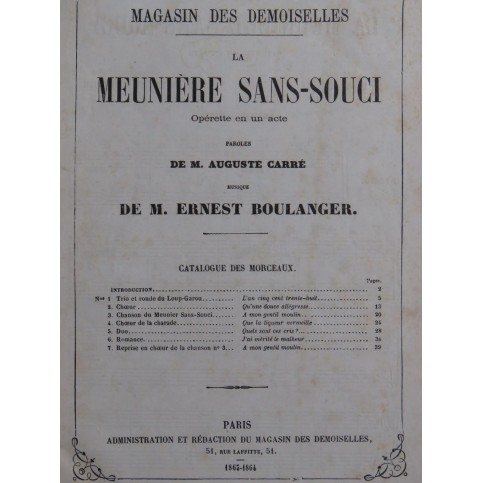 MAGASIN DES DEMOISELLES
LA
MEUNIÈRE SANS-SOUCI
Opérette en un acte
PAROLES
DE M. AUGUSTE CARRÉ
MUSIQUE
DE M. ERNEST BOULANGER.
CATALOGUE DES MORCEAUX.
Pages.
INTRODUCTION 2
Nos 1 Trio et ronde du Loup-Garou L'an cinq cent trente-huit 5
2. Chœur Qu'une douce allégresse 13
3. Chanson du Meunier Sans-Souci A mon gentil moulin 20
4. Chœur de la charade Que la liqueur vermeille 24
5. Duo Quels sont ces cris? 26
6. Romance J'ai mérité le malheur 34
7. Reprise en chœur de la chanson n° 3 A mon gentil moulin 39
PARIS
ADMINISTRATION ET RÉDACTION DU MAGASIN DES DEMOISELLES,
51, RUE LAFFITTE, 51.
1863-1864